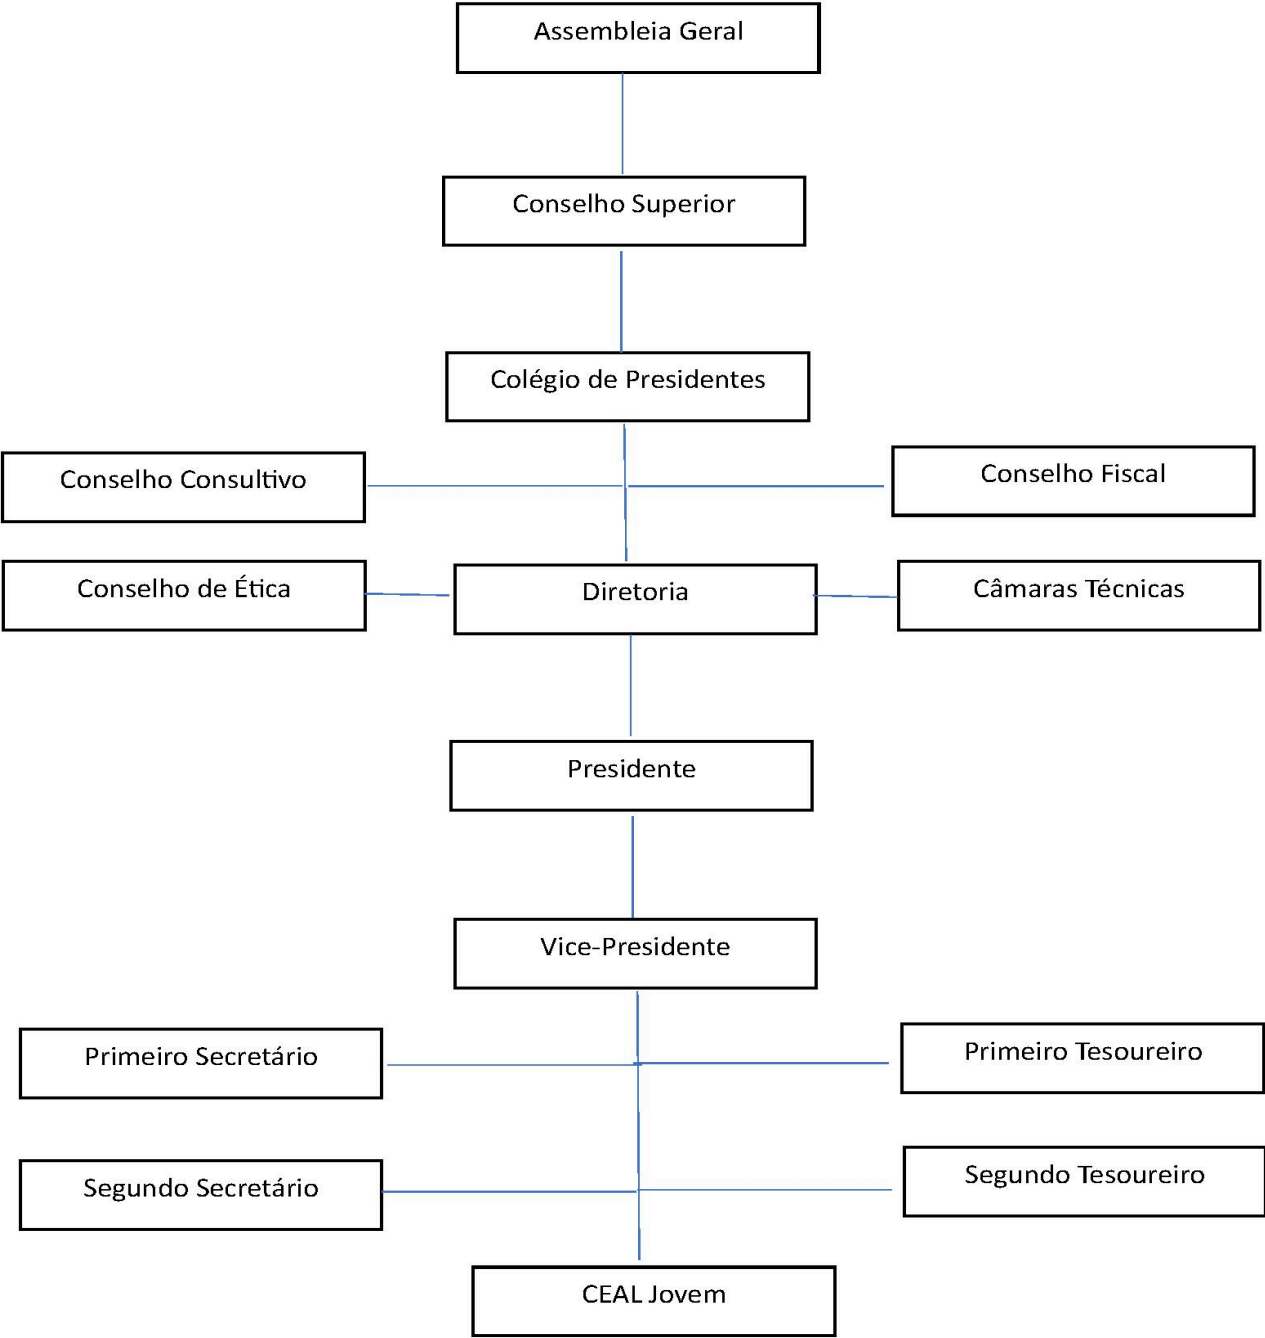 Assembleia Geral
Conselho Superior
Colégio de Presidentes
Conselho Consultivo
Conselho Fiscal
Conselho de Ética
Diretoria
Câmaras Técnicas
Presidente
Vice-Presidente
Primeiro Secretário
Primeiro Tesoureiro
Segundo Secretário
Segundo Tesoureiro
CEAL Jovem